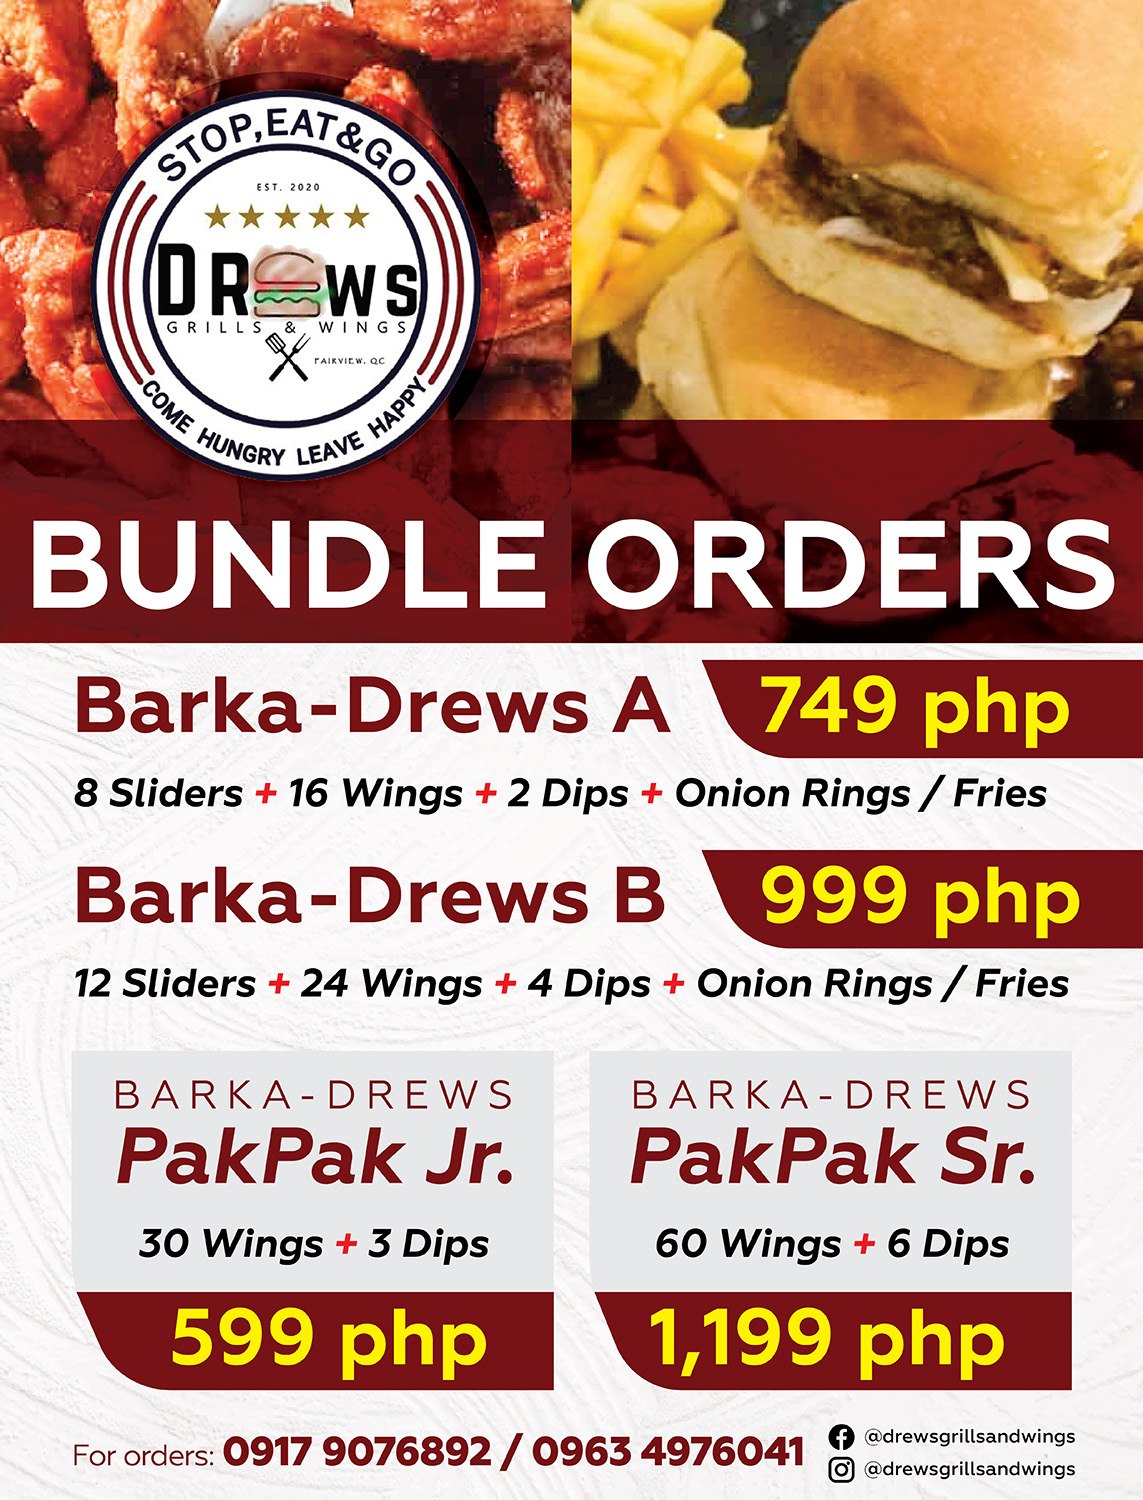 STOP, EAT & GO
EST. 2020
DREWS
GRILLS & WINGS
FAIRVIEW, QC
COME HUNGRY LEAVE HAPPY
BUNDLE ORDERS
Barka-Drews A
749 php
8 Sliders + 16 Wings + 2 Dips + Onion Rings / Fries
Barka-Drews B
999 php
12 Sliders + 24 Wings + 4 Dips + Onion Rings / Fries
BARKA-DREWS
PakPak Jr.
30 Wings + 3 Dips
599 php
BARKA-DREWS
PakPak Sr.
60 Wings + 6 Dips
1,199 php
For orders: 0917 9076892 / 0963 4976041
@drewsgrillsandwings
@drewsgrillsandwings